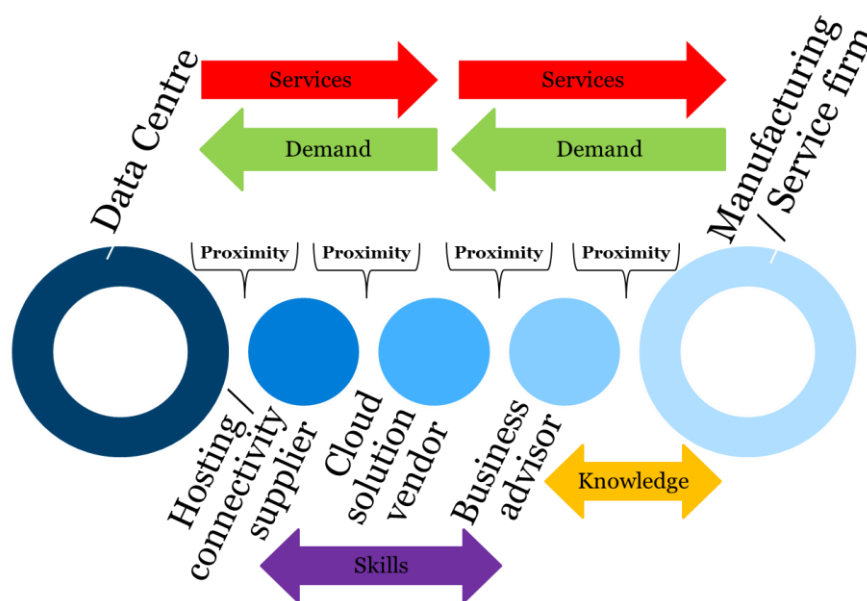 Services
Services
Demand
Demand
Data Centre
Manufacturing
/ Service firm
Proximity
Proximity
Proximity
Proximity
Hosting /
connectivity
supplier
Cloud
solution
vendor
Business
advisor
Knowledge
Skills